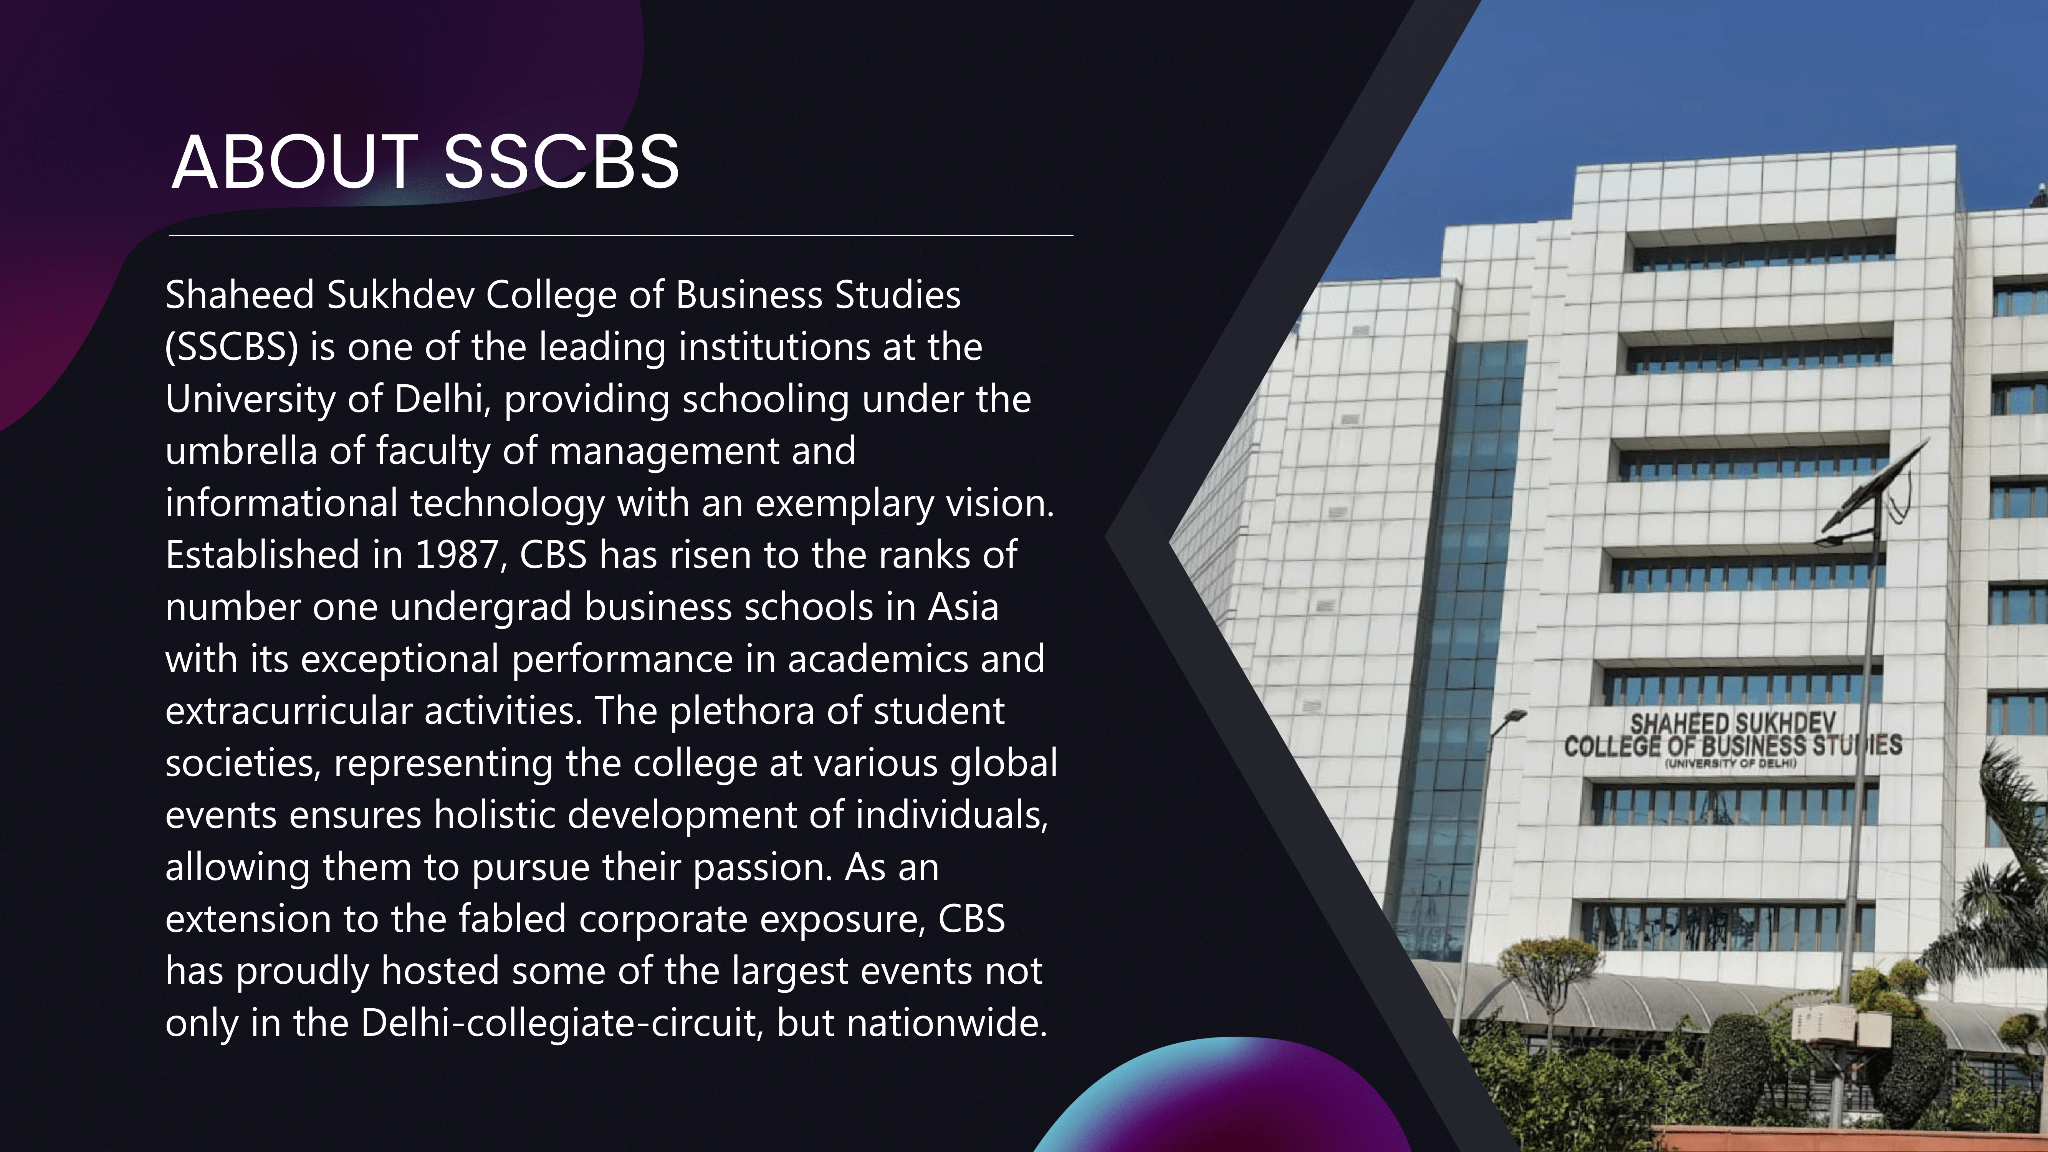 ABOUT SSCBS
Shaheed Sukhdev College of Business Studies
(SSCBS) is one of the leading institutions at the
University of Delhi, providing schooling under the
umbrella of faculty of management and
informational technology with an exemplary vision.
Established in 1987, CBS has risen to the ranks of
number one undergrad business schools in Asia
with its exceptional performance in academics and
extracurricular activities. The plethora of student
societies, representing the college at various global
events ensures holistic development of individuals,
allowing them to pursue their passion. As an
extension to the fabled corporate exposure, CBS
has proudly hosted some of the largest events not
only in the Delhi-collegiate-circuit, but nationwide.
SHAHEED SUKHDEV
COLLEGE OF BUSINESS STUDIES
(UNIVERSITY OF DELHI)